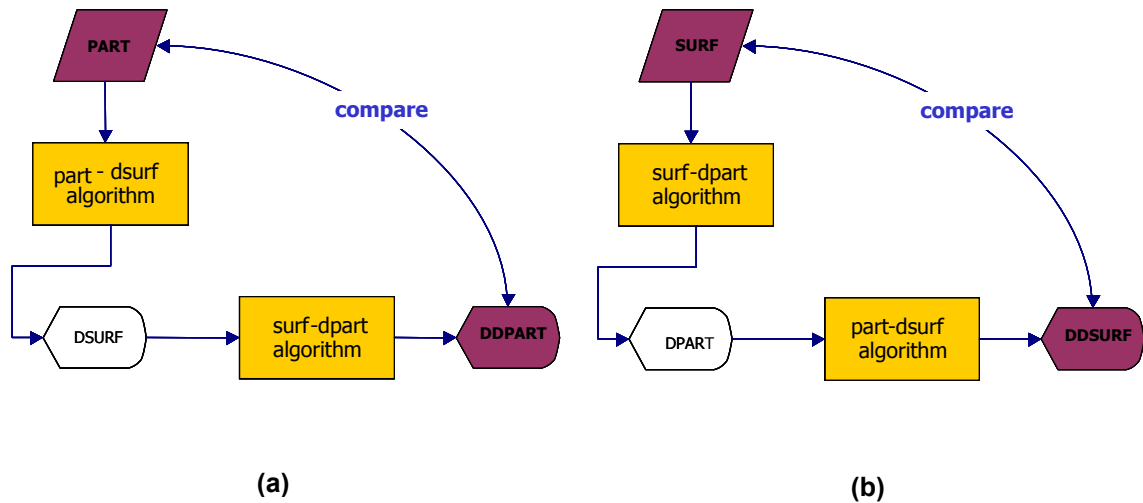 PART
compare
part - dsurf
algorithm
DSURF
surf-dpart
algorithm
DDPART
(a)
SURF
compare
surf-dpart
algorithm
DPART
part-dsurf
algorithm
DDSURF
(b)